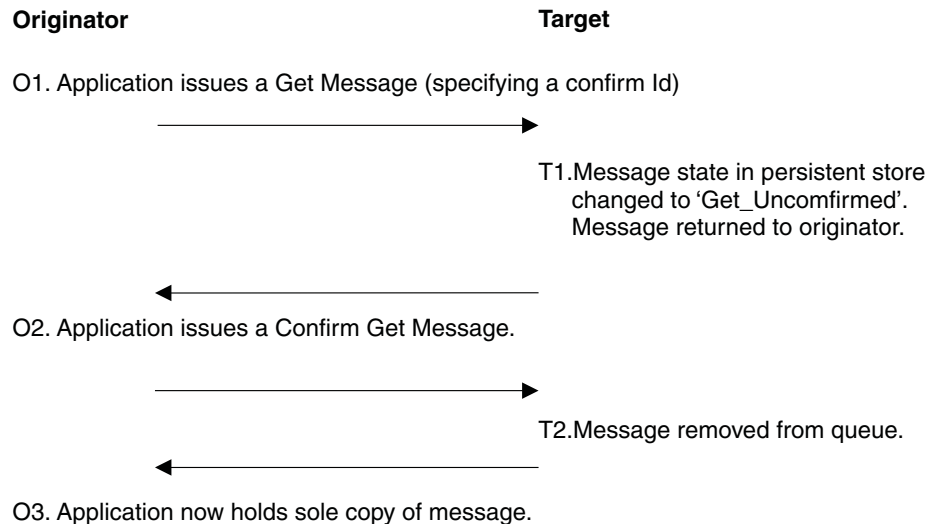 Originator Target
O1. Application issues a Get Message (specifying a confirm Id)
T1.Message state in persistent store
changed to ‘Get_Uncomfirmed’.
Message returned to originator.
O2. Application issues a Confirm Get Message.
T2.Message removed from queue.
O3. Application now holds sole copy of message.